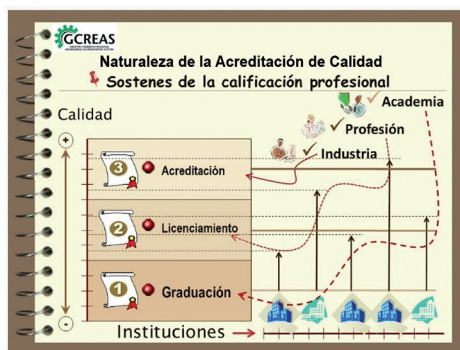 GCREAS
Naturaleza de la Acreditación de Calidad
Sostenes de la calificación profesional
Calidad
Academia
Profesión
Industria
+
3
Acreditación
2
Licenciamiento
1
Graduación
-
Instituciones